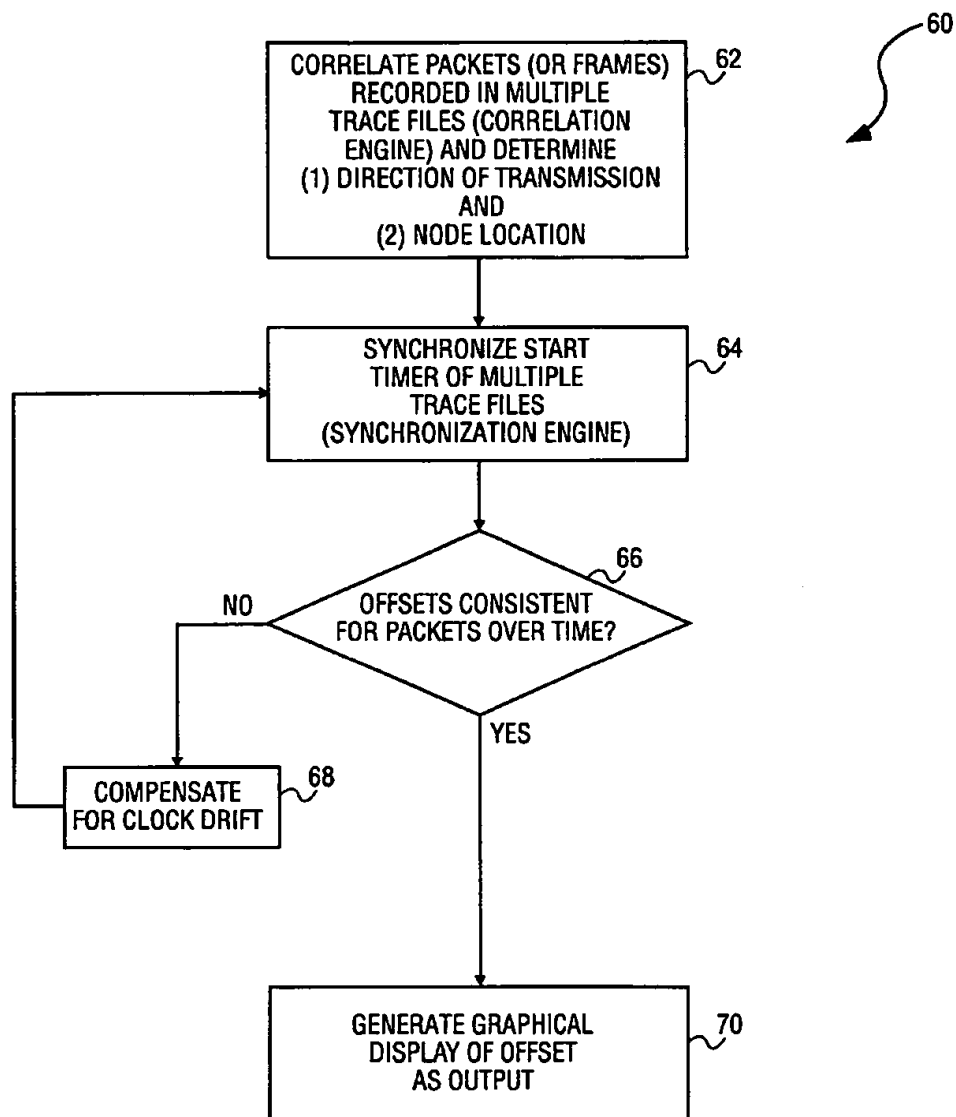 60
CORRELATE PACKETS (OR FRAMES)
RECORDED IN MULTIPLE
TRACE FILES (CORRELATION
ENGINE) AND DETERMINE
(1) DIRECTION OF TRANSMISSION
AND
(2) NODE LOCATION
62
SYNCHRONIZE START
TIMER OF MULTIPLE
TRACE FILES
(SYNCHRONIZATION ENGINE)
64
OFFSETS CONSISTENT
FOR PACKETS OVER TIME?
66
NO
YES
COMPENSATE
FOR CLOCK DRIFT
68
GENERATE GRAPHICAL
DISPLAY OF OFFSET
AS OUTPUT
70